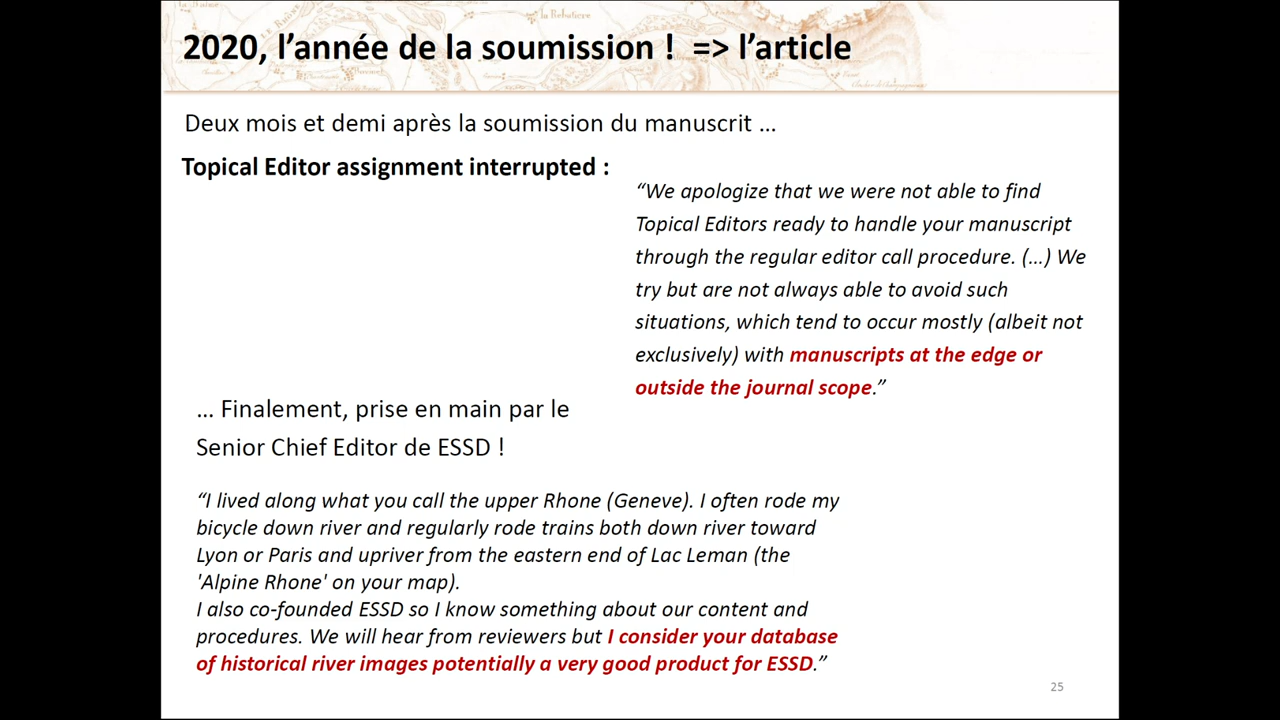 2020, l’année de la soumission ! => l’article
Deux mois et demi après la soumission du manuscrit …
Topical Editor assignment interrupted :
“We apologize that we were not able to find
Topical Editors ready to handle your manuscript
through the regular editor call procedure. (…) We
try but are not always able to avoid such
situations, which tend to occur mostly (albeit not
exclusively) with manuscripts at the edge or
outside the journal scope.”
… Finalement, prise en main par le
Senior Chief Editor de ESSD !
“I lived along what you call the upper Rhone (Geneve). I often rode my
bicycle down river and regularly rode trains both down river toward
Lyon or Paris and upriver from the eastern end of Lac Leman (the
'Alpine Rhone' on your map).
I also co-founded ESSD so I know something about our content and
procedures. We will hear from reviewers but I consider your database
of historical river images potentially a very good product for ESSD.”
25